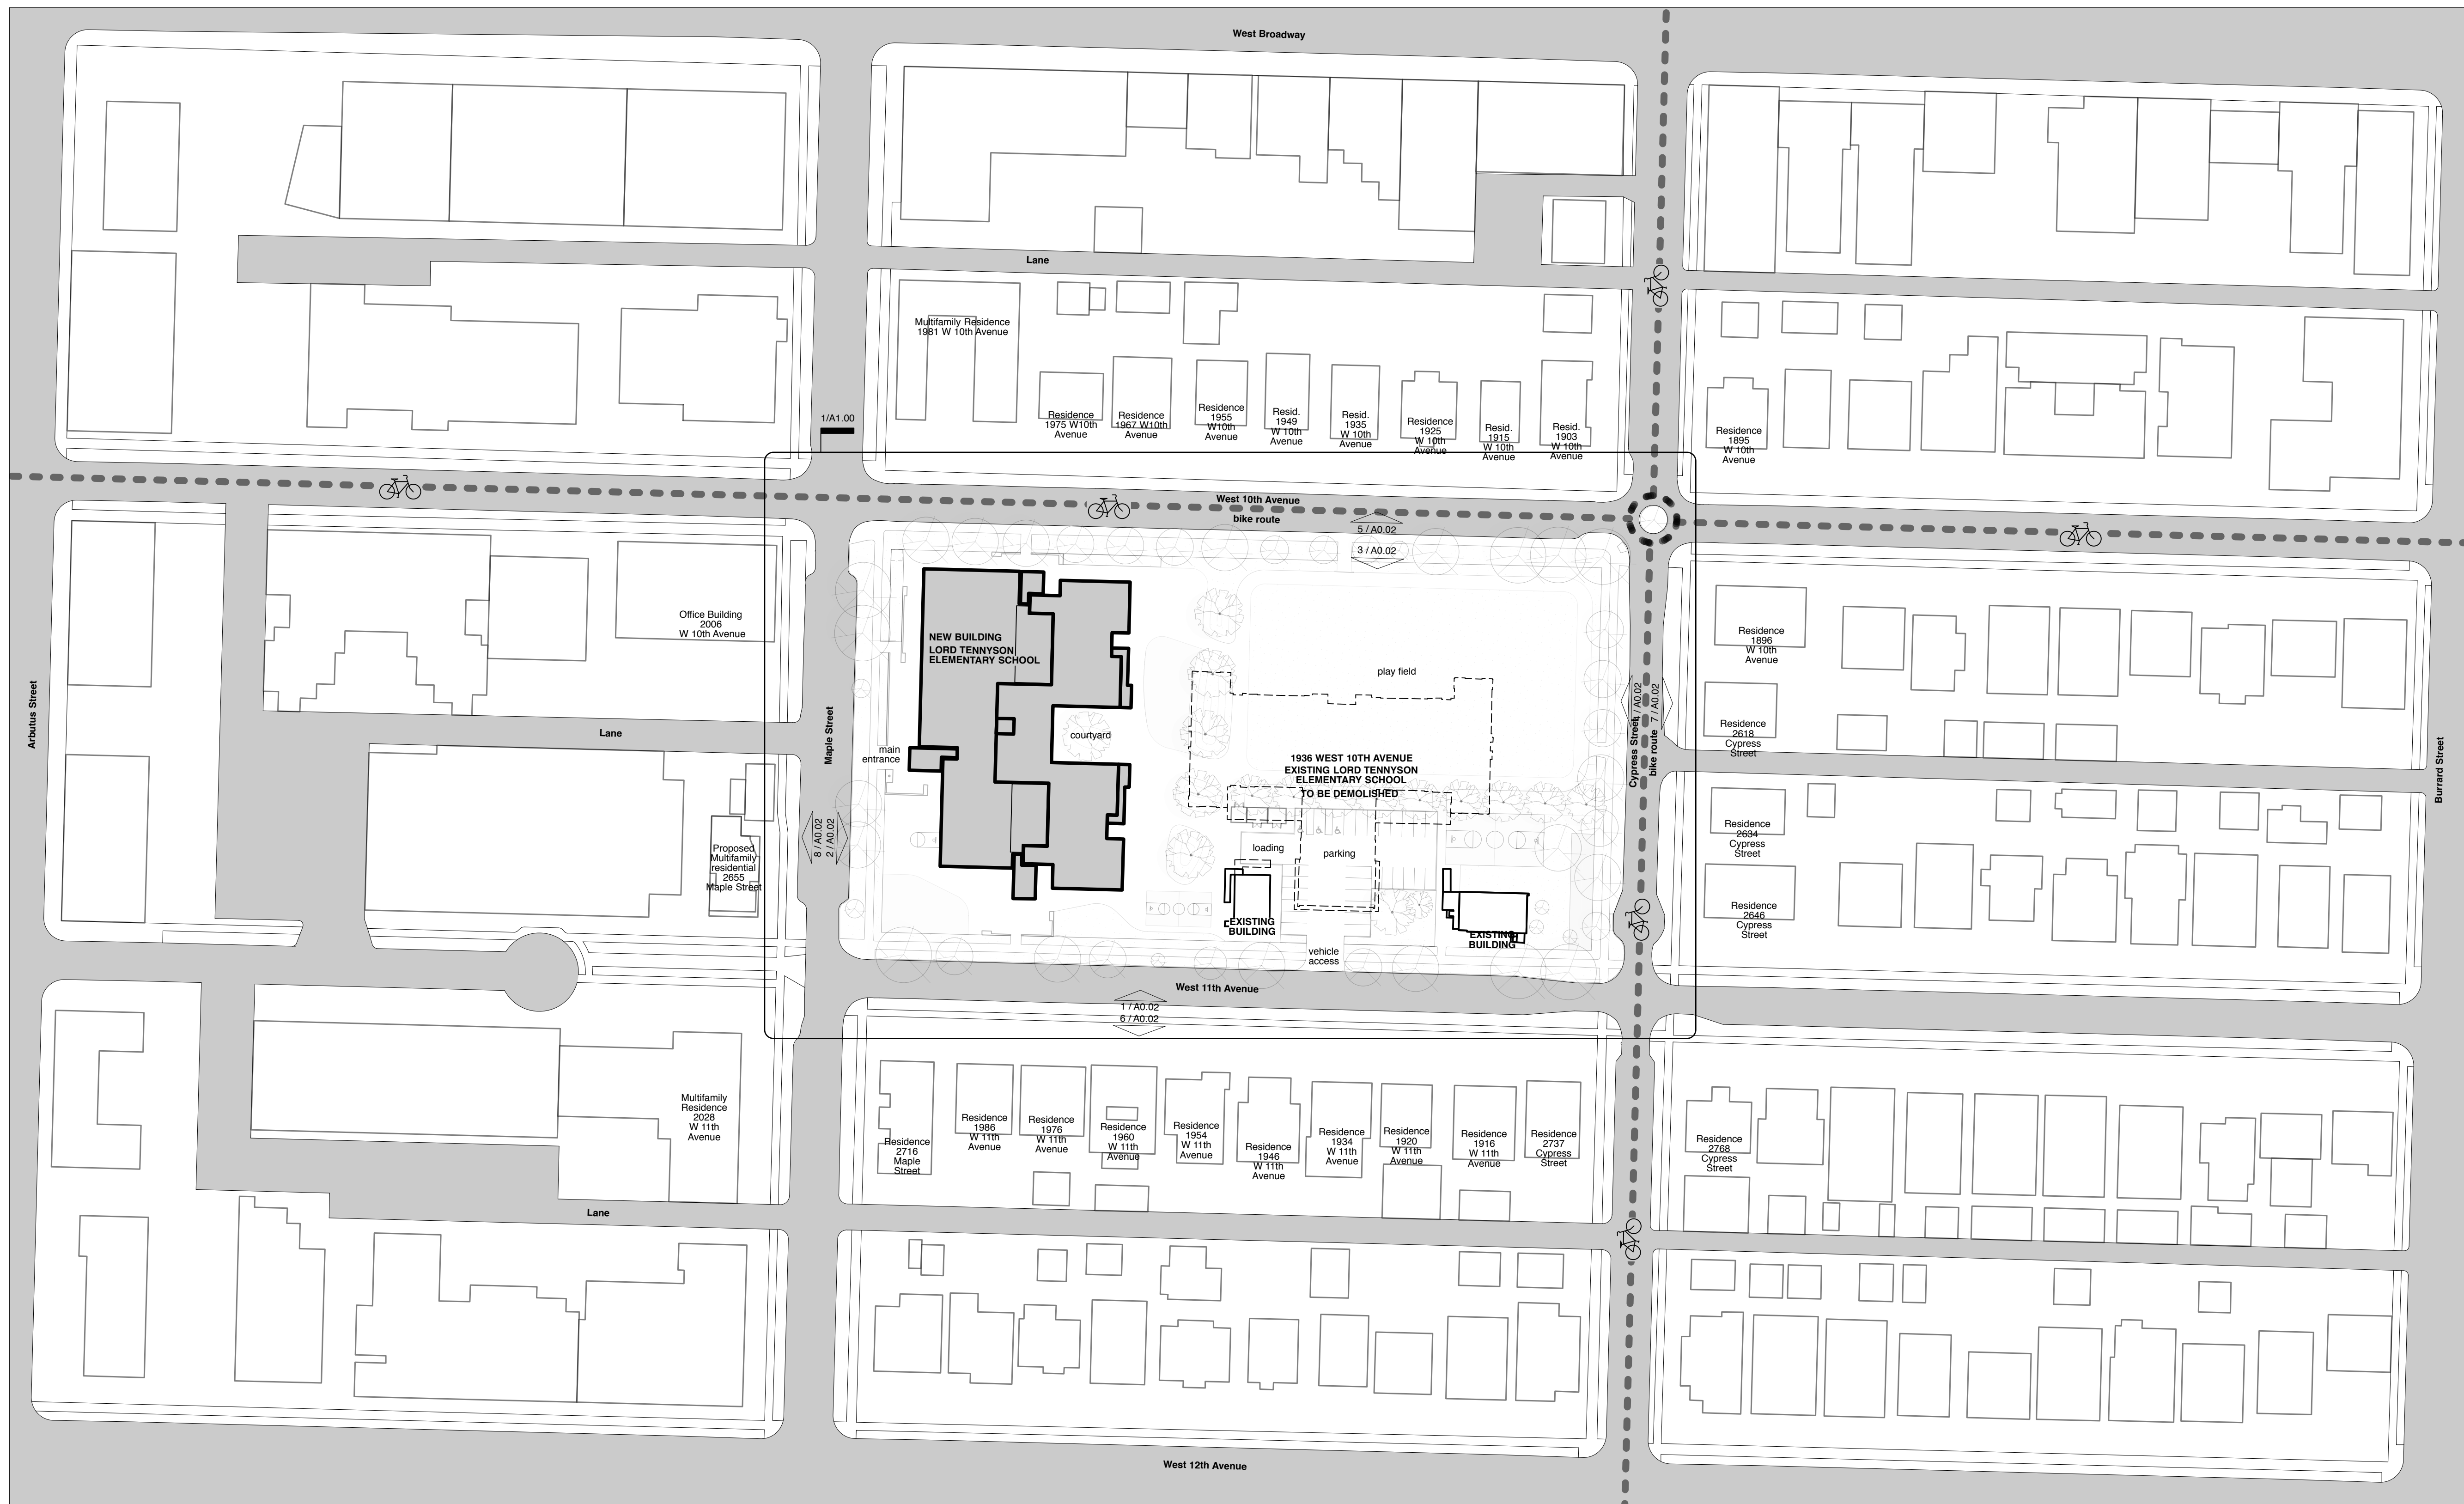 West Broadway
Lane
Multifamily Residence
1981 W 10th Avenue
1/A1.00
Residence
1975 W10th
Avenue
Residence
1967 W10th
Avenue
Residence
1955
W10th
Avenue
Resid.
1949
W 10th
Avenue
Resid.
1935
W 10th
Avenue
Residence
1925
W 10th
Avenue
Resid.
1915
W 10th
Avenue
Resid.
1903
W 10th
Avenue
Residence
1895
W 10th
Avenue
West 10th Avenue
bike route
5 / A0.02
3 / A0.02
Office Building
2006
W 10th Avenue
NEW BUILDING
LORD TENNYSON
ELEMENTARY SCHOOL
play field
Residence
1896
W 10th
Avenue
Arbutus Street
Lane
Maple Street
main
entrance
courtyard
1936 WEST 10TH AVENUE
EXISTING LORD TENNYSON
ELEMENTARY SCHOOL
TO BE DEMOLISHED
Cypress Street
bike route
/ A0.02
7 / A0.02
Residence
2618
Cypress
Street
Burrard Street
Proposed
Multifamily
residential
2655
Maple Street
8 / A0.02
2 / A0.02
loading
parking
Residence
2634
Cypress
Street
EXISTING
BUILDING
EXISTING
BUILDING
Residence
2646
Cypress
Street
vehicle
access
West 11th Avenue
1 / A0.02
6 / A0.02
Multifamily
Residence
2028
W 11th
Avenue
Residence
2716
Maple
Street
Residence
1986
W 11th
Avenue
Residence
1976
W 11th
Avenue
Residence
1960
W 11th
Avenue
Residence
1954
W 11th
Avenue
Residence
1946
W 11th
Avenue
Residence
1934
W 11th
Avenue
Residence
1920
W 11th
Avenue
Residence
1916
W 11th
Avenue
Residence
2737
Cypress
Street
Residence
2768
Cypress
Street
Lane
West 12th Avenue